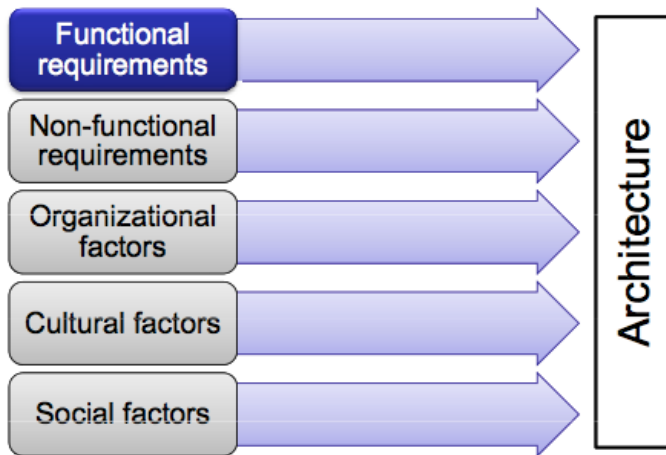 Functional
requirements
Non-functional
requirements
Organizational
factors
Cultural factors
Social factors
Architecture